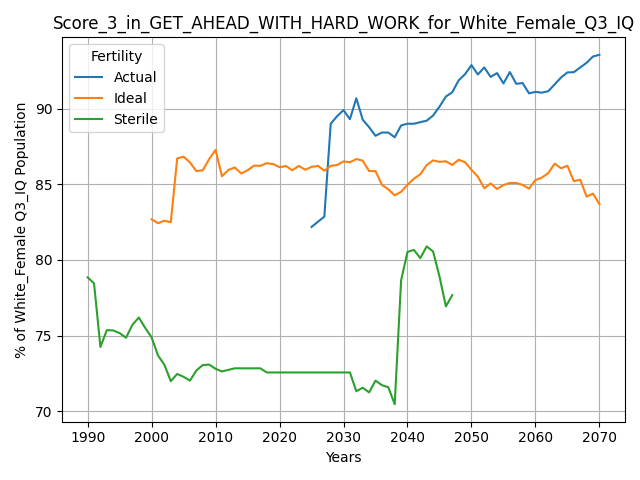 Score_3_in_GET_AHEAD_WITH_HARD_WORK_for_White_Female_Q3_IQ
Fertility
Actual
Ideal
Sterile
% of White_Female Q3_IQ Population
90
85
80
75
70
1990 2000 2010 2020 2030 2040 2050 2060 2070
Years